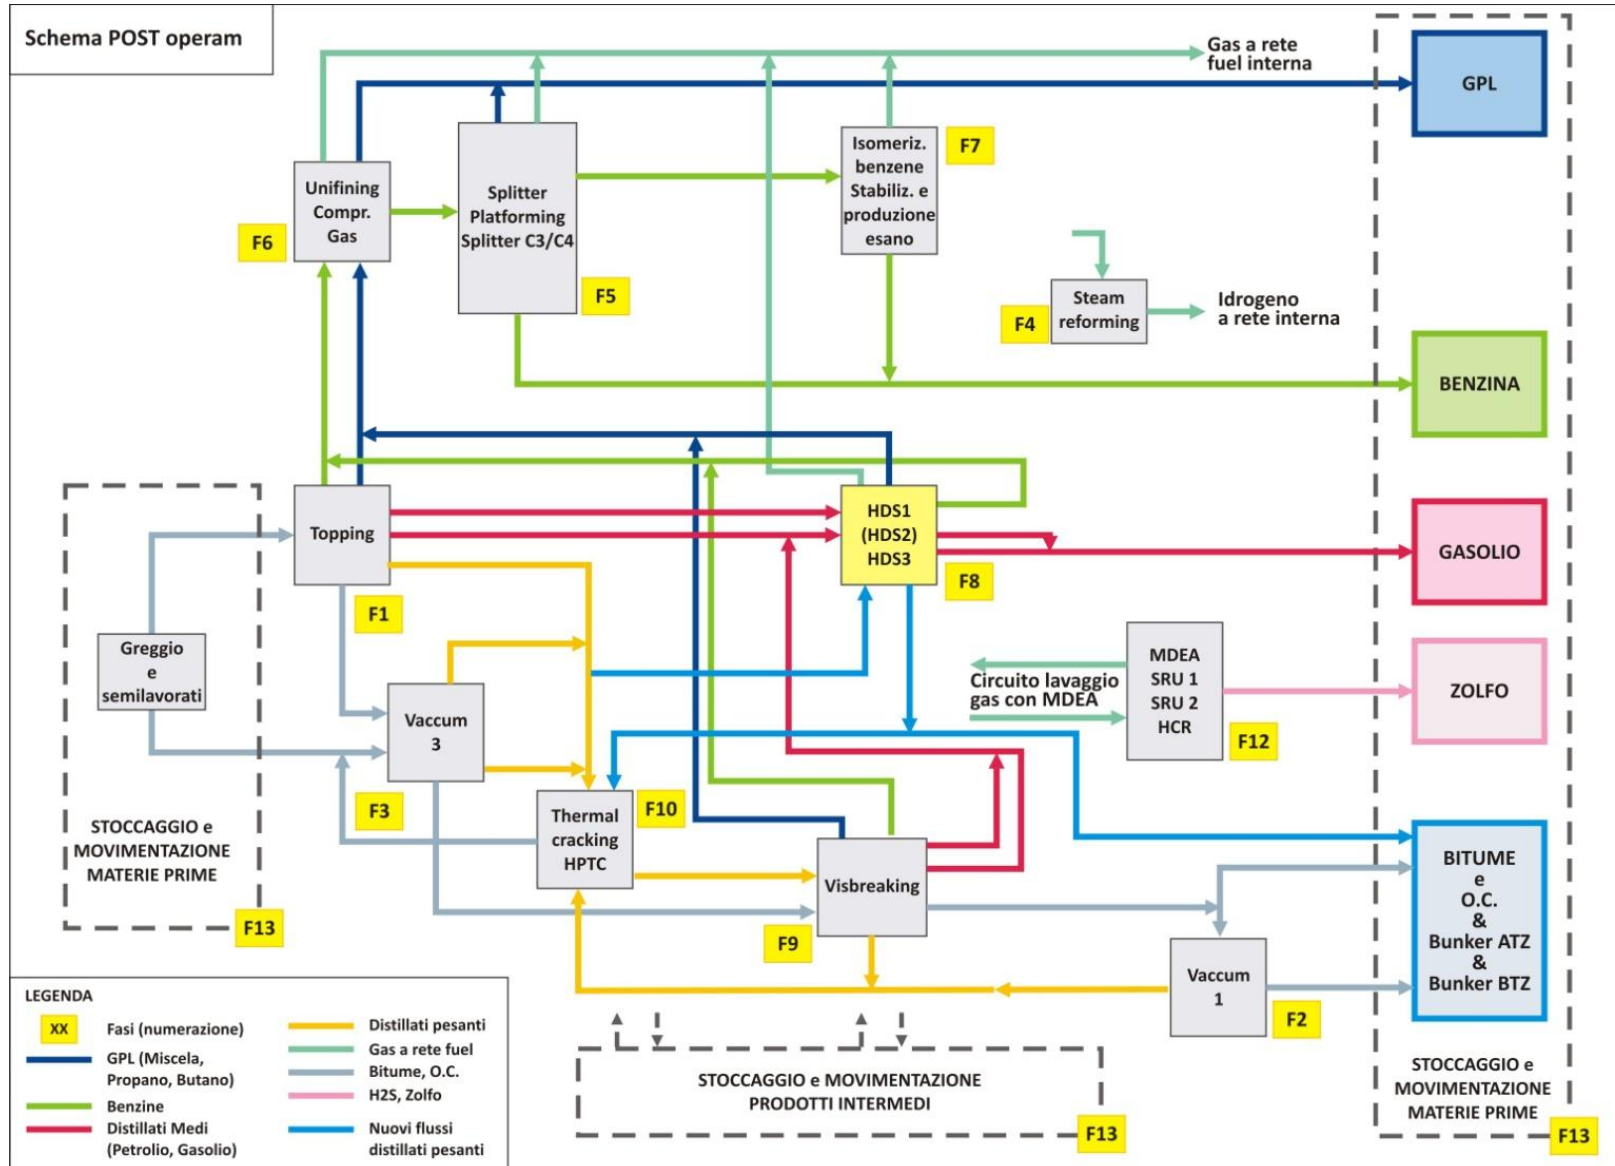 Schema POST operam
Gas a rete
fuel interna
GPL
Isomeriz.
benzene
Stabiliz. e
produzione
esano
F7
Unifining
Compr.
Gas
F6
Splitter
Platforming
Splitter C3/C4
F5
Steam
reforming
F4
Idrogeno
a rete interna
BENZINA
Topping
F1
HDS1
(HDS2)
HDS3
F8
GASOLIO
Greggio
e
semilavorati
STOCCAGGIO e
MOVIMENTAZIONE
MATERIE PRIME
F13
Vaccum
3
F3
Circuito lavaggio
gas con MDEA
MDEA
SRU 1
SRU 2
HCR
F12
ZOLFO
Thermal
cracking
HPTC
F10
Visbreaking
F9
Vaccum
1
F2
BITUME
e
O.C.
&
Bunker ATZ
&
Bunker BTZ
STOCCAGGIO e
MOVIMENTAZIONE
MATERIE PRIME
F13
STOCCAGGIO e MOVIMENTAZIONE
PRODOTTI INTERMEDI
F13
LEGENDA
XX
Fasi (numerazione)
GPL (Miscela,
Propano, Butano)
Benzine
Distillati Medi
(Petrolio, Gasolio)
Distillati pesanti
Gas a rete fuel
Bitume, O.C.
H2S, Zolfo
Nuovi flussi
distillati pesanti